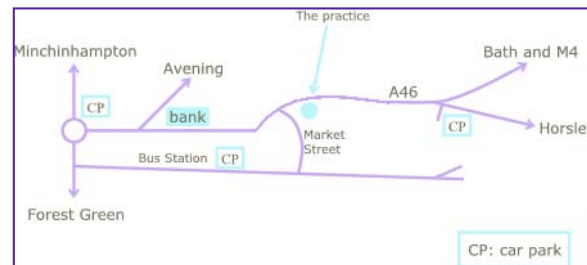 The practice
Minchinhampton
Avening
Bath and M4
A46
CP
bank
CP
Horsle
Market
Street
Bus Station
CP
Forest Green
CP: car park